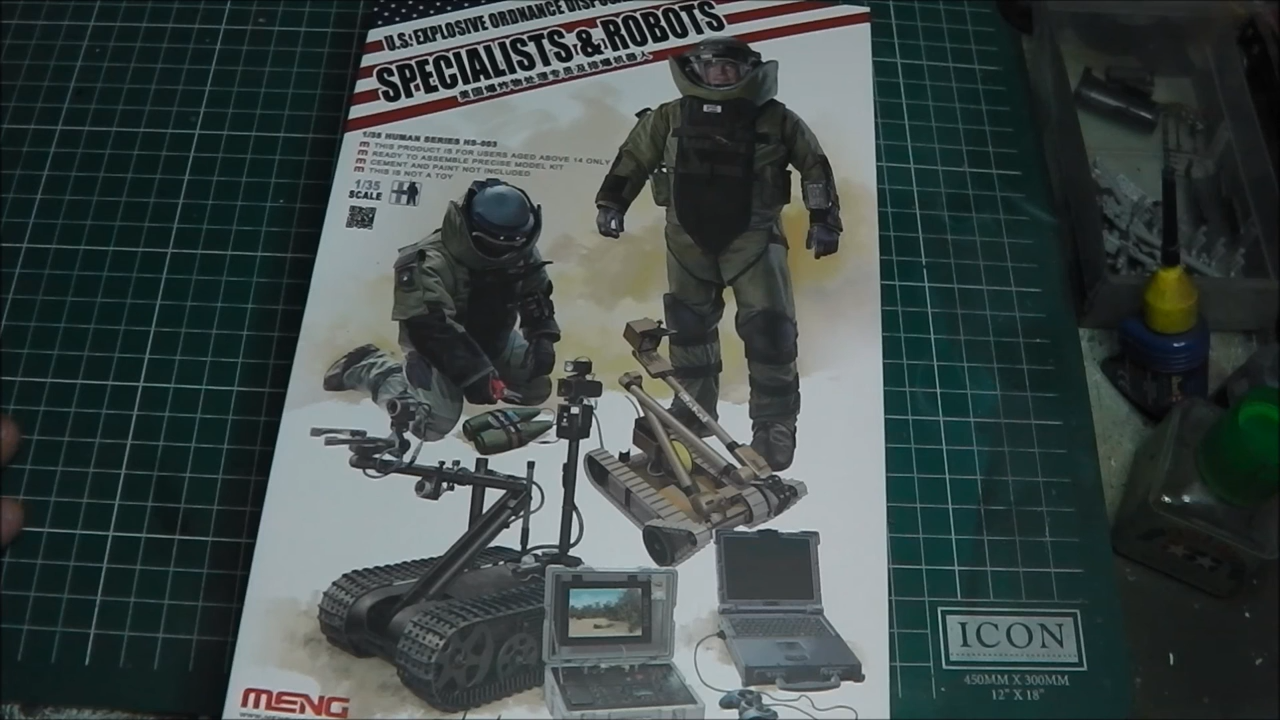 U.S. EXPLOSIVE ORDNANCE
SPECIALISTS & ROBOTS
美国爆炸物处理专员及排爆机器人
1/35 HUMAN SERIES HS-003
THIS PRODUCT IS FOR USERS AGED ABOVE 14 ONLY
READY TO ASSEMBLE PRECISE MODEL KIT
CEMENT AND PAINT NOT INCLUDED
THIS IS NOT A TOY
1/35
SCALE
MENG
ICON
450MM X 300MM
12" X 18"